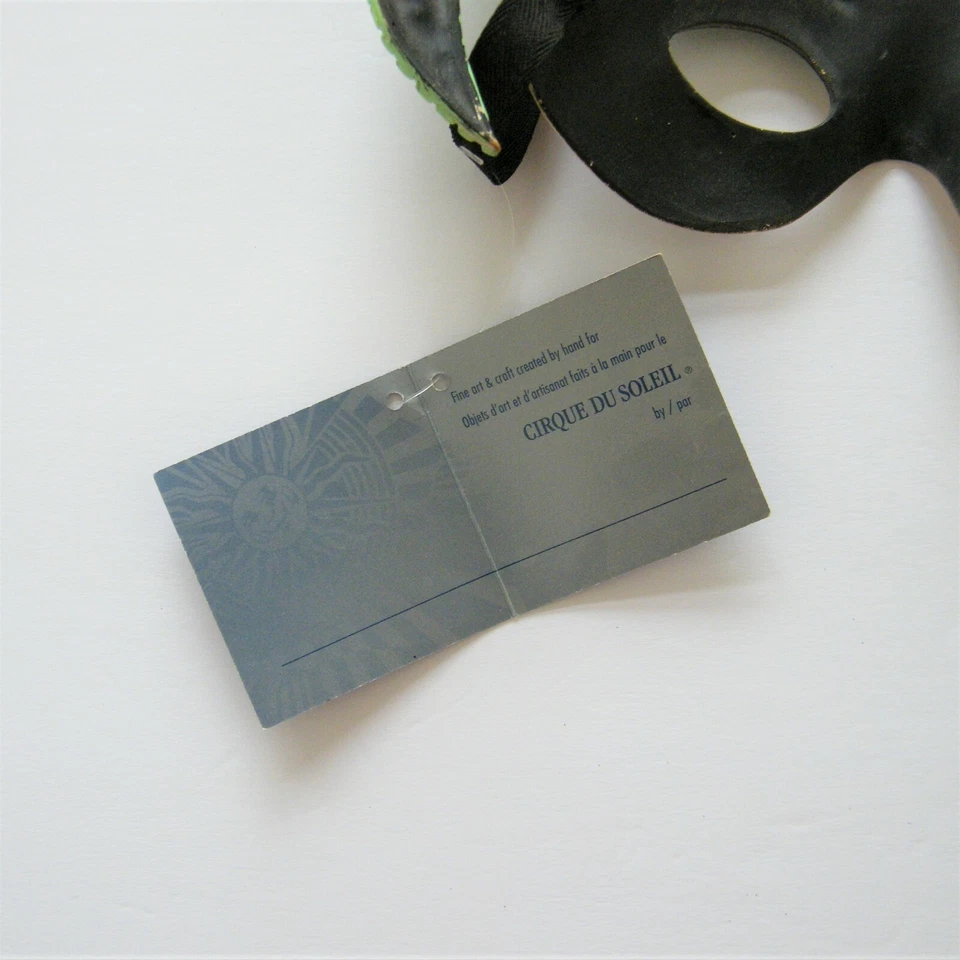 Fine art & craft created by hand for
Objets d'art et d'artisanat faits à la main pour le
CIRQUE DU SOLEIL ®
by / par